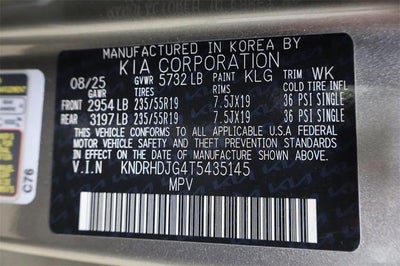 MANUFACTURED IN KOREA BY
KIA CORPORATION
08/25 GVWR 5732 LB PAINT KLG TRIM WK
GAWR TIRES RIMS COLD TIRE INFL
FRONT 2954 LB 235/55R19 7.5JX19 36 PSI SINGLE
REAR 3197 LB 235/55R19 7.5JX19 36 PSI SINGLE
THIS VEHICLE CONFORMS TO ALL APPLICABLE U.S.A FEDERAL
MOTOR VEHICLE SAFETY AND THEFT PREVENTION STANDARDS
IN EFFECT ON THE DATE OF MANUFACTURE SHOWN ABOVE.
V.I.N KNDRHDJG4T5435145
MPV
C76